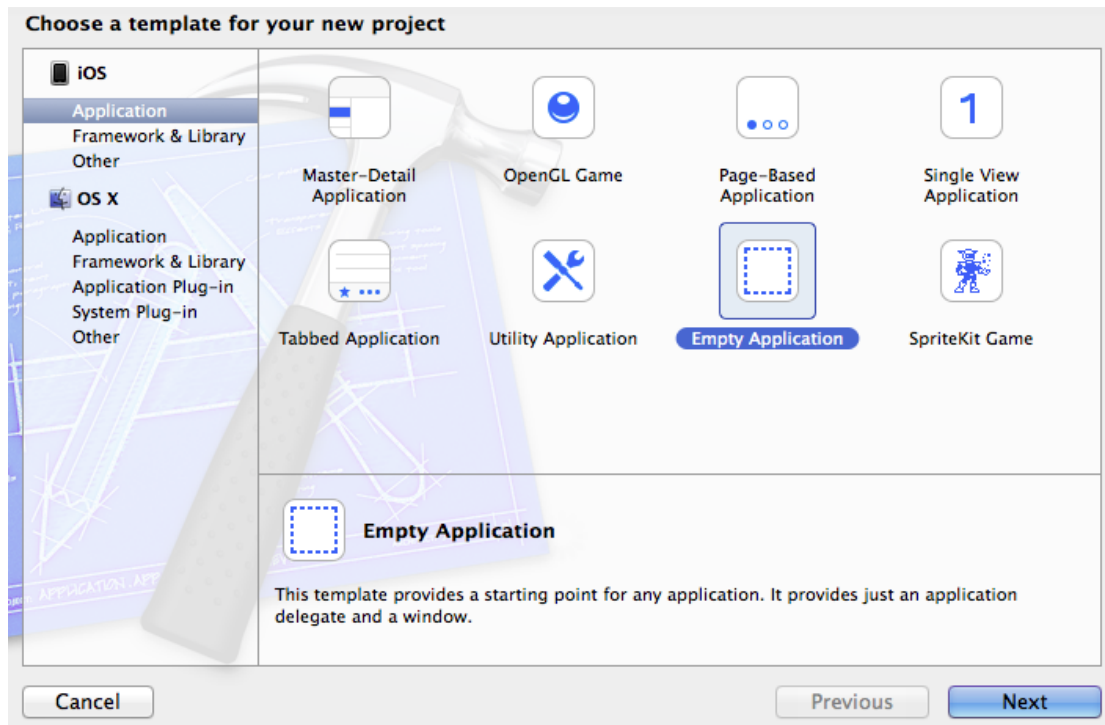 Choose a template for your new project
iOS
Application
Framework & Library
Other
OS X
Application
Framework & Library
Application Plug-in
System Plug-in
Other
Master-Detail
Application
OpenGL Game
Page-Based
Application
1
Single View
Application
Tabbed Application
Utility Application
Empty Application
SpriteKit Game
Empty Application
This template provides a starting point for any application. It provides just an application
delegate and a window.
APPLICATION.APP
Cancel
Previous
Next